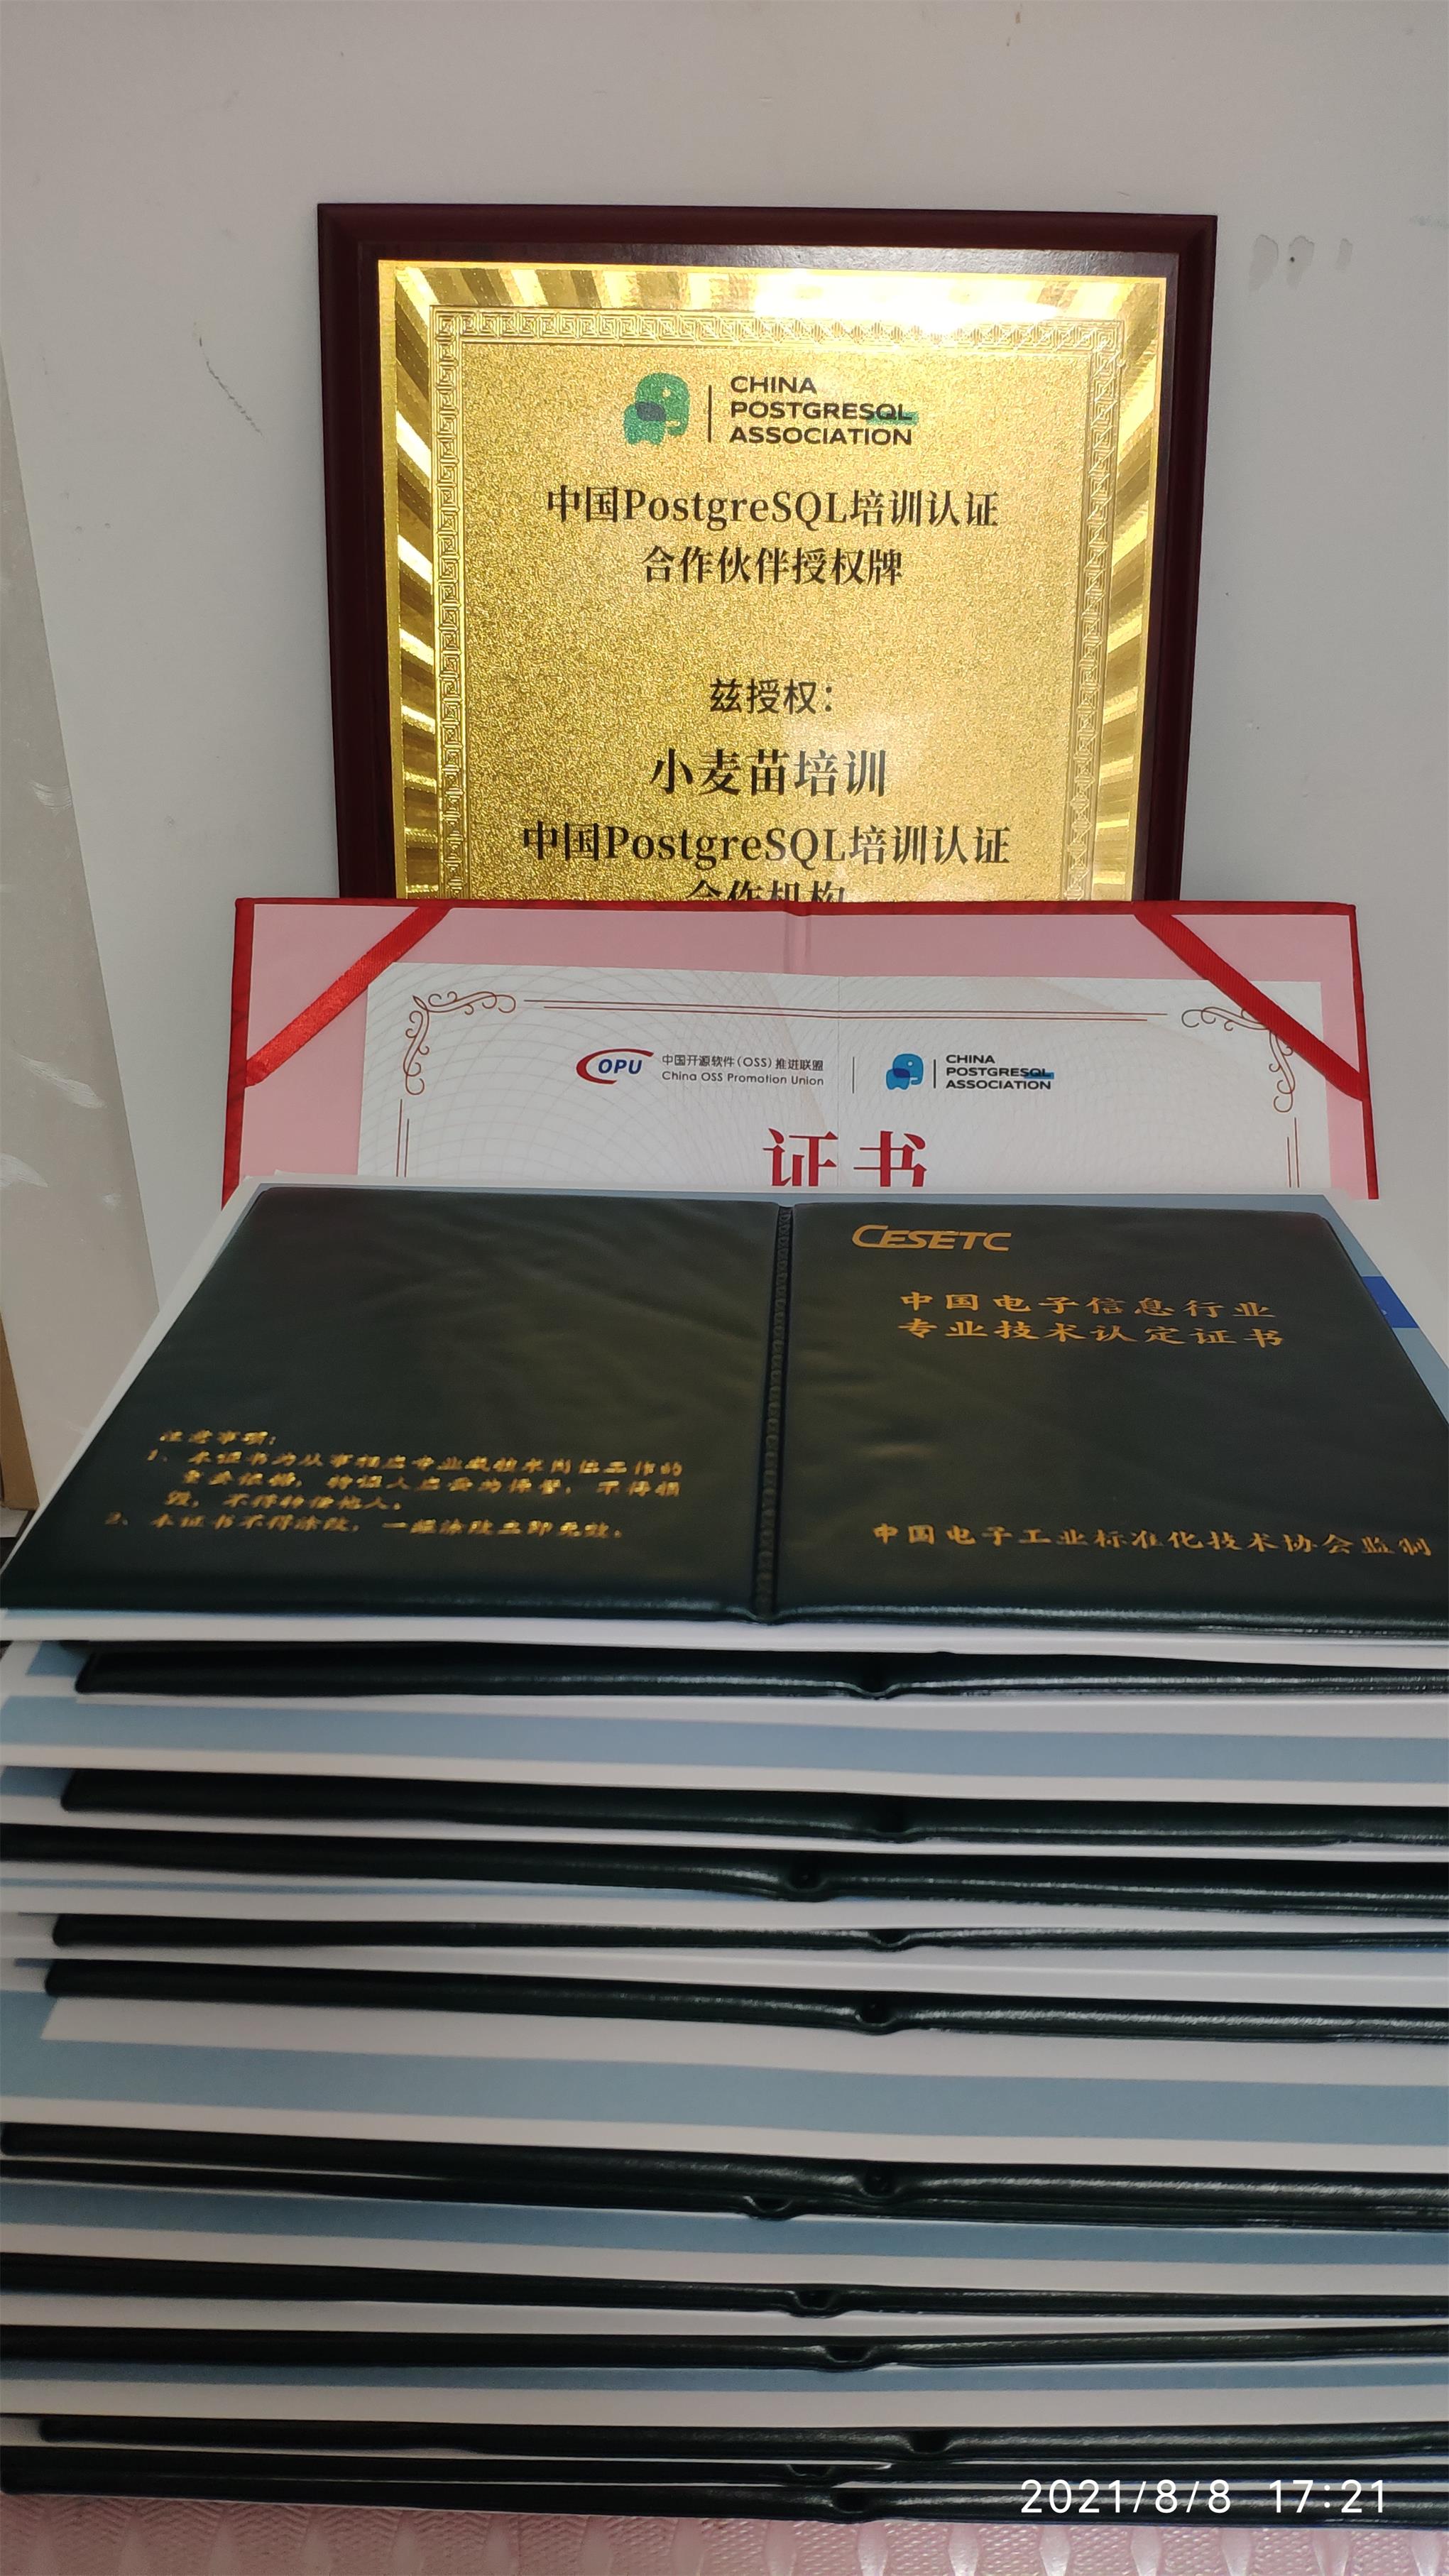 CHINA
POSTGRESQL
ASSOCIATION
中国PostgreSQL培训认证
合作伙伴授权牌
兹授权：
小麦苗培训
中国PostgreSQL培训认证
合作机构
COPU 中国开源软件(OSS)推进联盟
China OSS Promotion Union
CHINA
POSTGRESQL
ASSOCIATION
证书
CESETC
中国电子信息行业
专业技术认定证书
注意事项：
1、本证书为从事相应专业或技术岗位工作的
重要依据，持证人应妥为保管，不得损
毁，不得转借他人。
2、本证书不得涂改，一经涂改立即无效。
中国电子工业标准化技术协会监制
2021/8/8 17:21